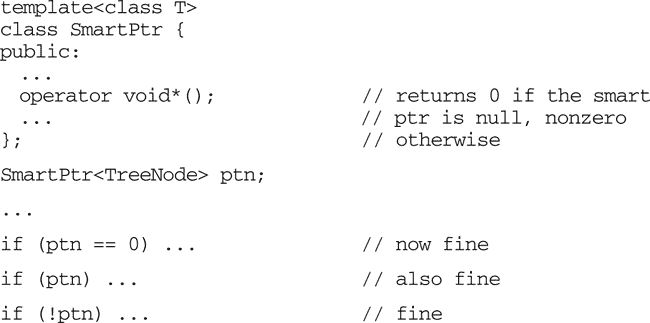 template<class T>
class SmartPtr {
public:
  ...
  operator void*();               // returns 0 if the smart
  ...                             // ptr is null, nonzero
};                                // otherwise
SmartPtr<TreeNode> ptn;
...
if (ptn == 0) ...                 // now fine
if (ptn) ...                      // also fine
if (!ptn) ...                     // fine